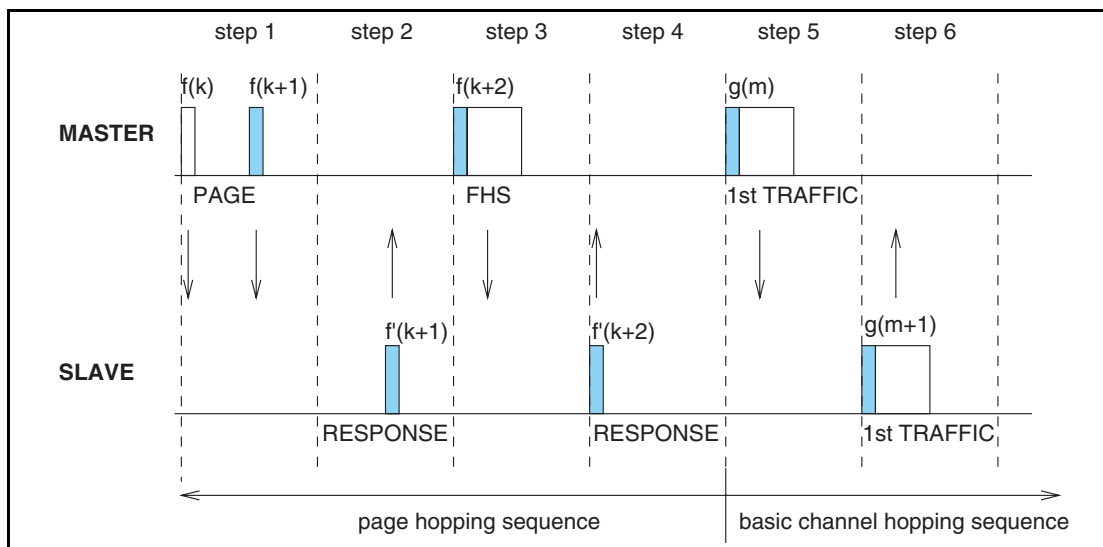 step 1 step 2 step 3 step 4 step 5 step 6
f(k) f(k+1) f(k+2) g(m)
MASTER
PAGE FHS 1st TRAFFIC
f'(k+1) f'(k+2) g(m+1)
SLAVE
RESPONSE RESPONSE 1st TRAFFIC
page hopping sequence basic channel hopping sequence